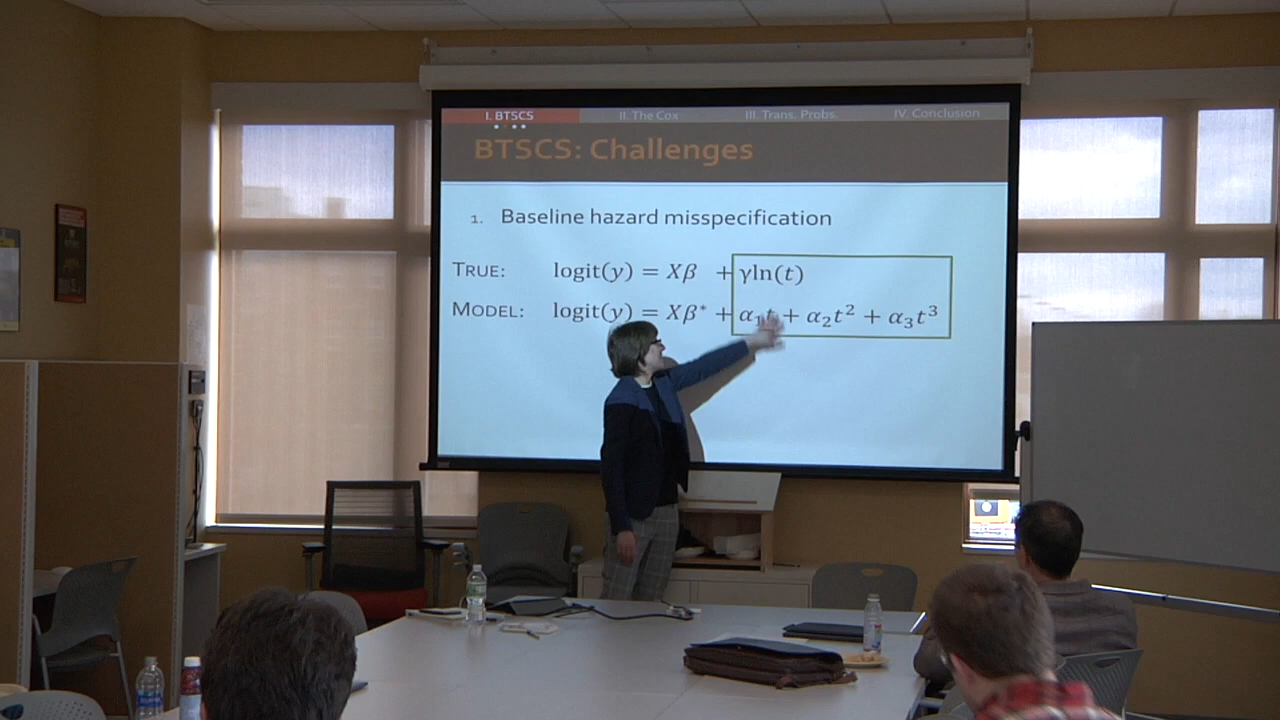 I. BTSCS II. The Cox III. Trans. Probs. IV. Conclusion
BTSCS: Challenges
1. Baseline hazard misspecification
TRUE: logit(y) = Xβ + γln(t)
MODEL: logit(y) = Xβ* + α₁t + α₂t² + α₃t³